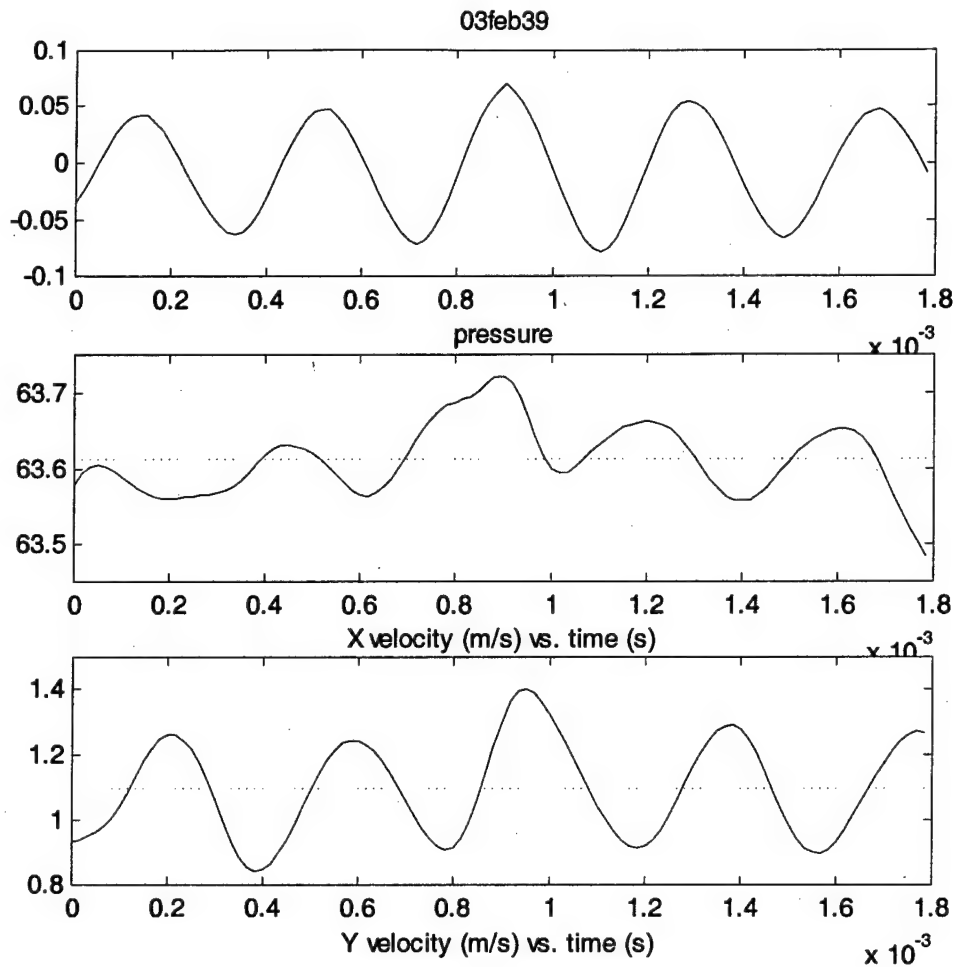 03feb39
0.1
0.05
0
-0.05
-0.1
0 0.2 0.4 0.6 0.8 1 1.2 1.4 1.6 1.8
pressure
x 10-3
63.7
63.6
63.5
0 0.2 0.4 0.6 0.8 1 1.2 1.4 1.6 1.8
X velocity (m/s) vs. time (s)
x 10-3
1.4
1.2
1
0.8
0 0.2 0.4 0.6 0.8 1 1.2 1.4 1.6 1.8
Y velocity (m/s) vs. time (s)
x 10-3